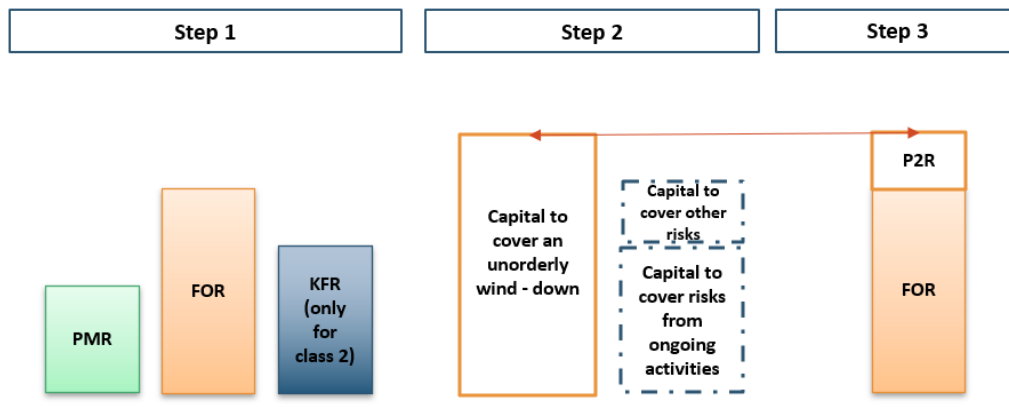 Step 1
Step 2
Step 3
PMR
FOR
KFR
(only
for
class 2)
Capital to
cover an
unorderly
wind - down
Capital to
cover other
risks
Capital to
cover risks
from
ongoing
activities
P2R
FOR